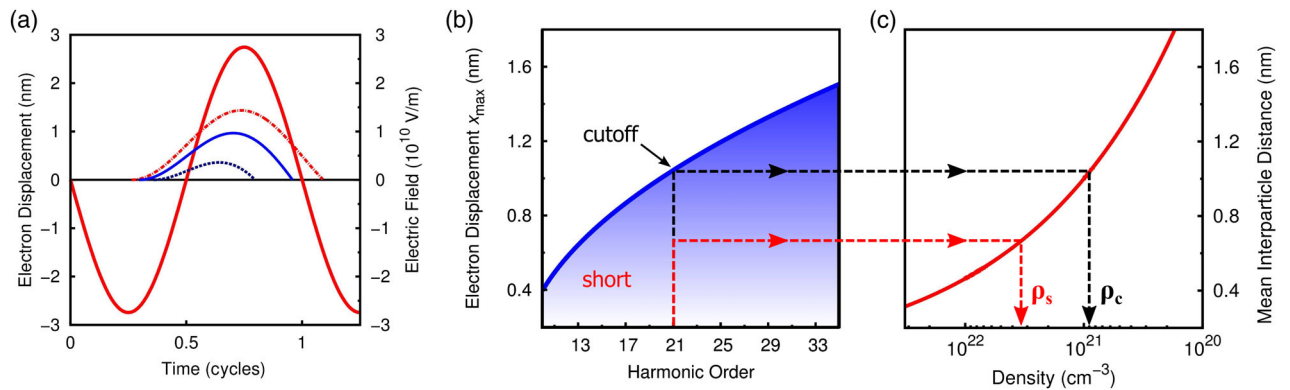 (a)
Electron Displacement (nm)
3
2
1
0
−1
−2
−3
0
0.5
1
Time (cycles)
3
2
1
0
−1
−2
−3
Electric Field (10^10 V/m)
(b)
Electron Displacement x_max (nm)
1.6
1.2
0.8
0.4
cutoff
short
13
17
21
25
29
33
Harmonic Order
(c)
ρ_s
ρ_c
10^22
10^21
10^20
Density (cm^−3)
1.6
1.2
0.8
0.4
Mean Interparticle Distance (nm)